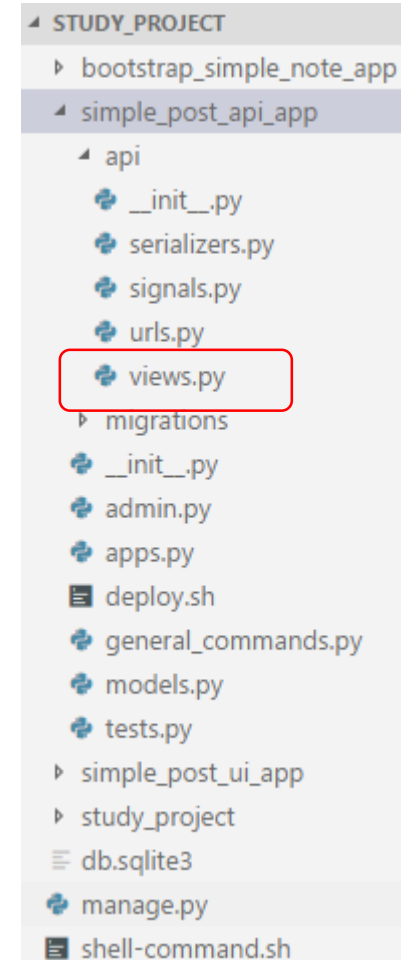 STUDY_PROJECT
bootstrap_simple_note_app
simple_post_api_app
api
__init__.py
serializers.py
signals.py
urls.py
views.py
migrations
__init__.py
admin.py
apps.py
deploy.sh
general_commands.py
models.py
tests.py
simple_post_ui_app
study_project
db.sqlite3
manage.py
shell-command.sh